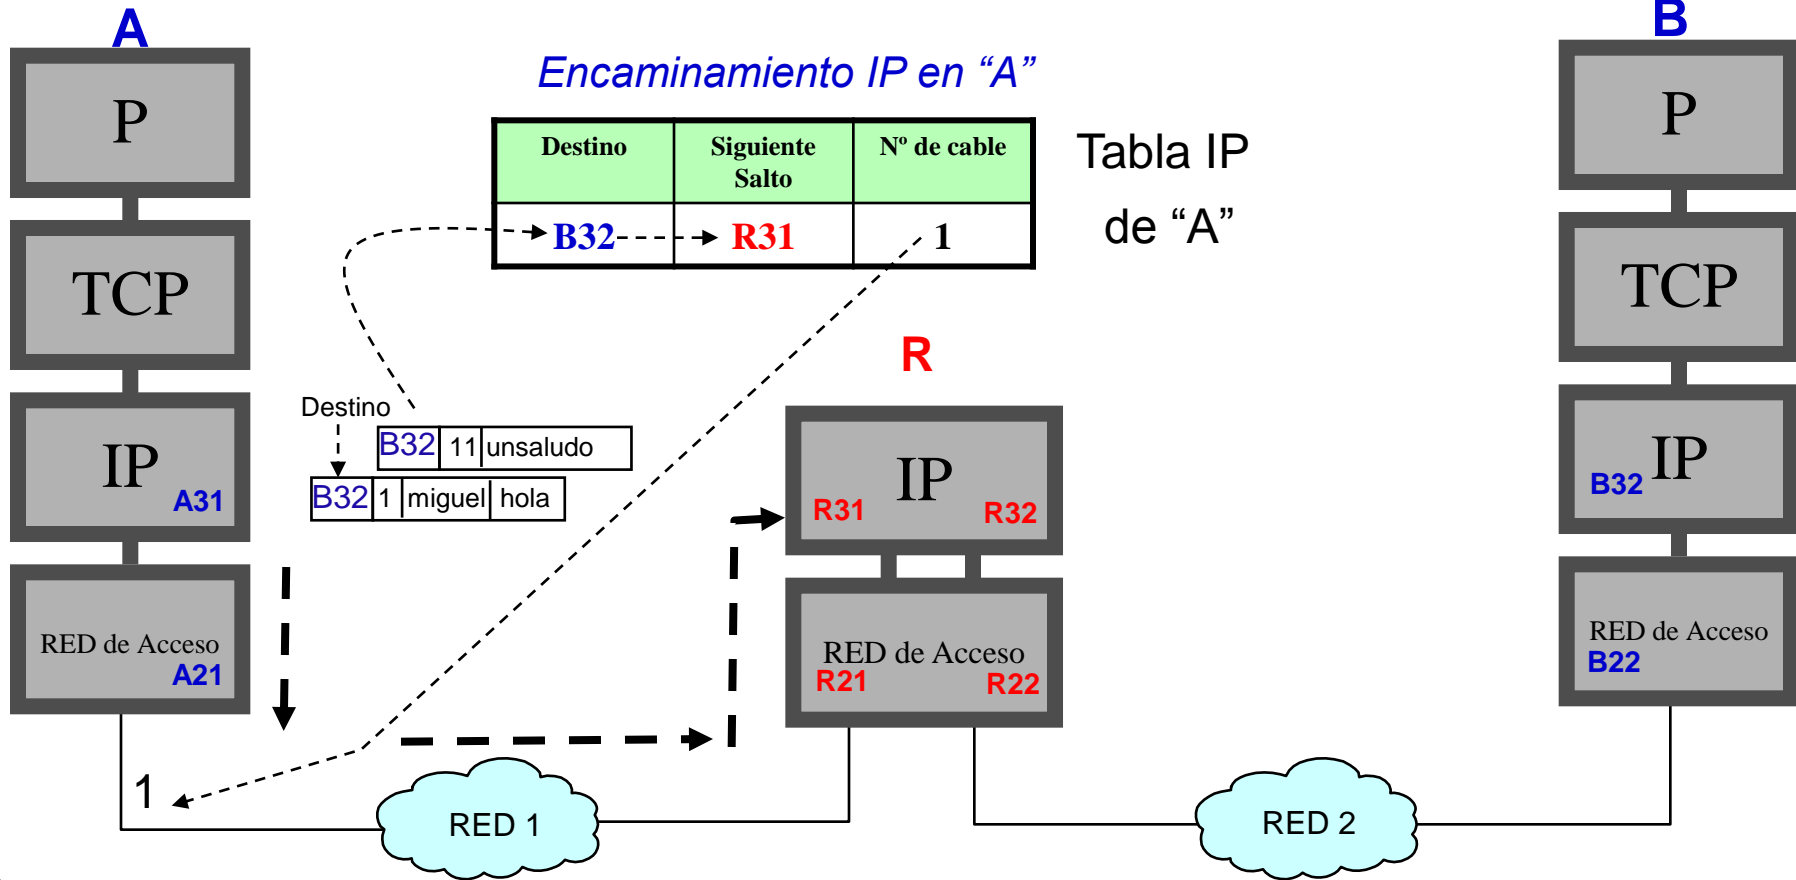 A
B
Encaminamiento IP en “A”
P
Destino
Siguiente Salto
Nº de cable
Tabla IP
de “A”
B32
R31
1
P
TCP
TCP
R
Destino
B32 11 unsaludo
B32 1 miguel hola
IP
A31
IP
R31
R32
IP
B32
RED de Acceso
A21
RED de Acceso
R21
R22
RED de Acceso
B22
1
RED 1
RED 2